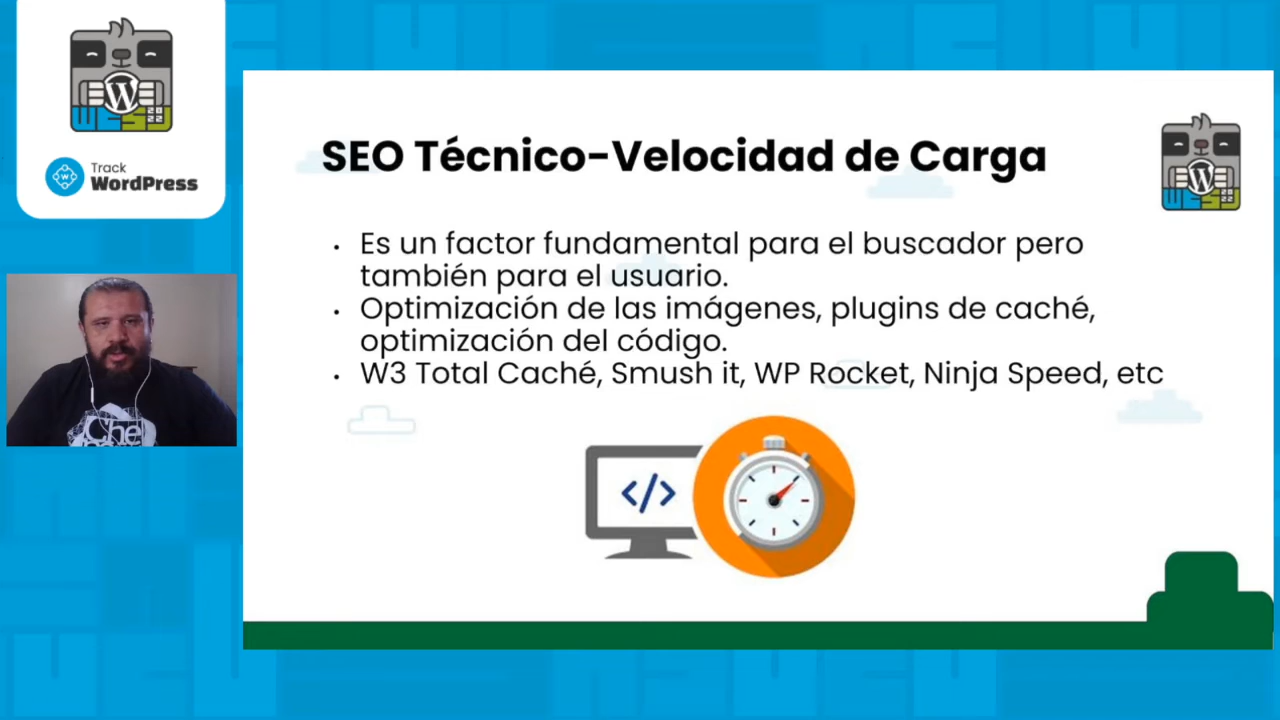 Track
WordPress
SEO Técnico-Velocidad de Carga
• Es un factor fundamental para el buscador pero
también para el usuario.
• Optimización de las imágenes, plugins de caché,
optimización del código.
• W3 Total Caché, Smush it, WP Rocket, Ninja Speed, etc
</>